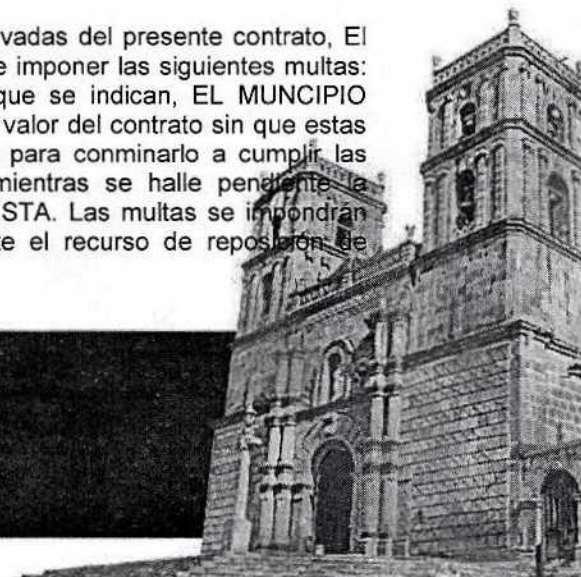 vadas del presente contrato, El
e imponer las siguientes multas:
que se indican, EL MUNCIPIO
valor del contrato sin que estas
para conminarlo a cumplir las
mientras se halle pendiente la
STA. Las multas se impondrán
te el recurso de reposición de